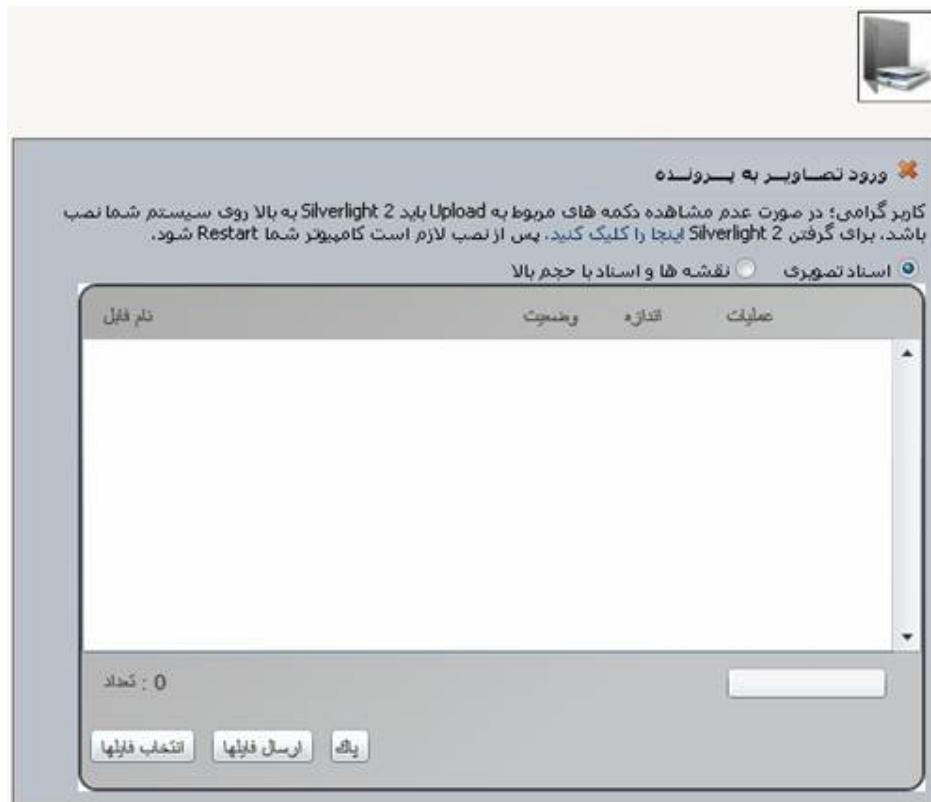 ورود تصــاویــر به پــرونــده
کاربر گرامی؛ در صورت عدم مشاهده دکمه های مربوط به Upload باید Silverlight 2 به بالا روی سیستم شما نصب
باشد، برای گرفتن Silverlight 2 اینجا را کلیک کنید، پس از نصب لازم است کامپیوتر شما Restart شود.
اسناد تصویری نقشه ها و اسناد با حجم بالا
عملیات اندازه وضعیت نام فایل
تعداد : 0
پاک ارسال فایلها انتخاب فایلها